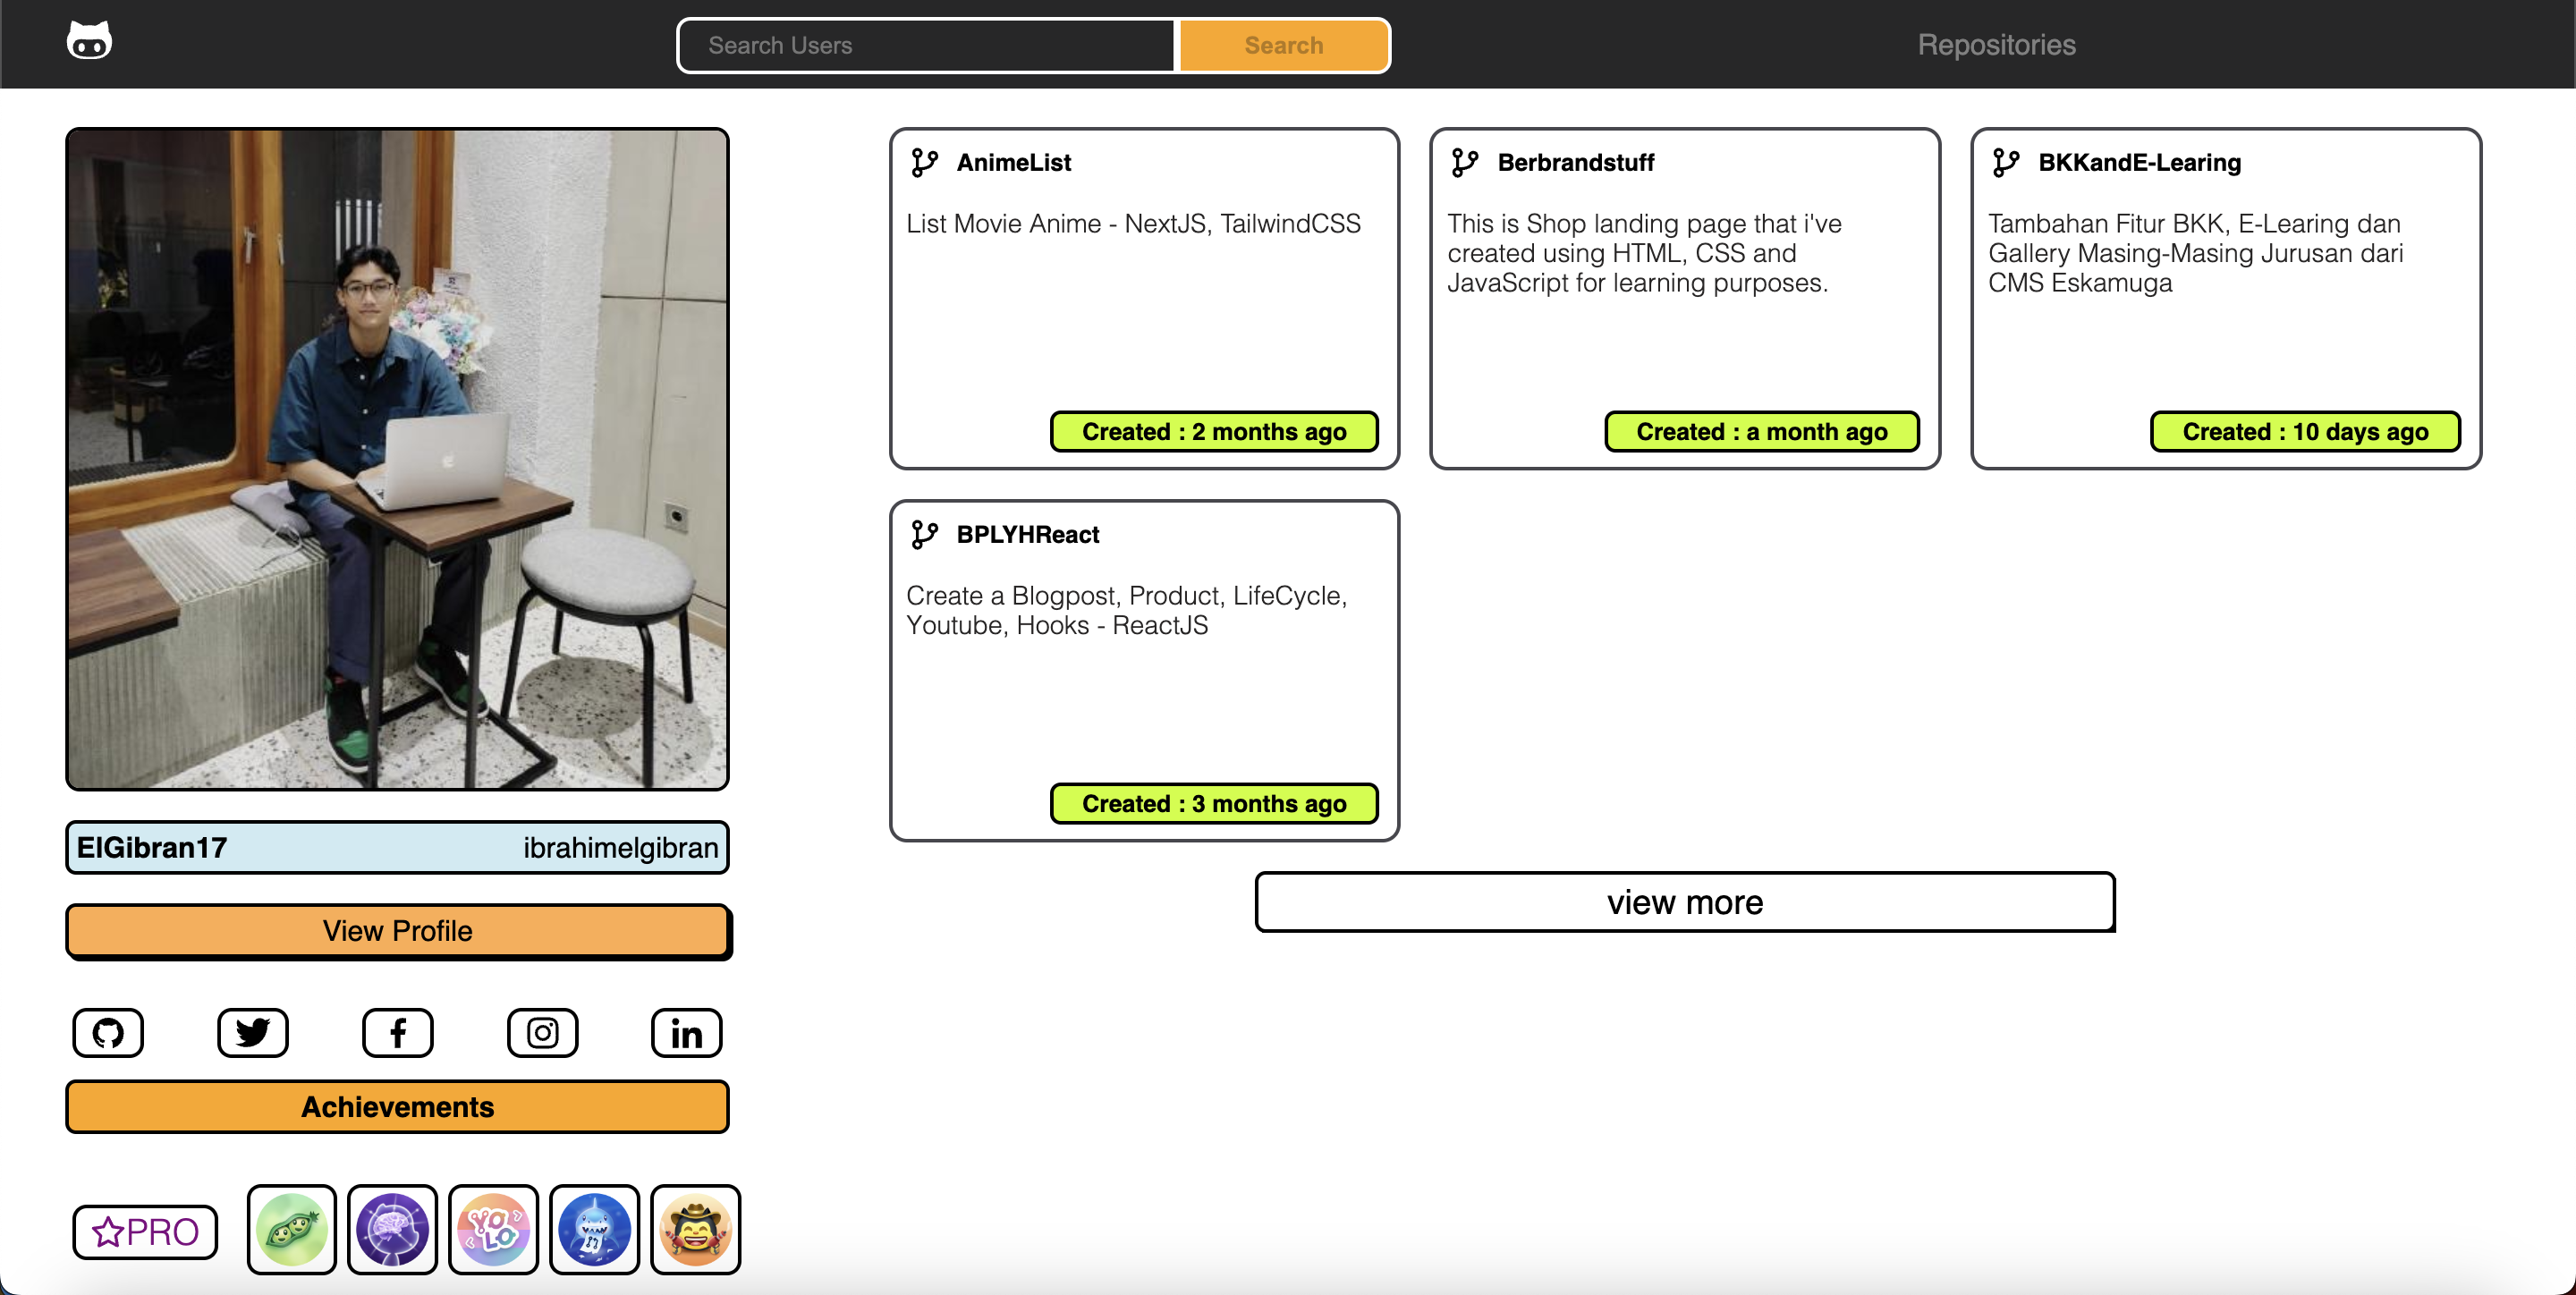 Search Users
Search
Repositories
AnimeList
List Movie Anime - NextJS, TailwindCSS
Created : 2 months ago
Berbrandstuff
This is Shop landing page that i've
created using HTML, CSS and
JavaScript for learning purposes.
Created : a month ago
BKKandE-Learing
Tambahan Fitur BKK, E-Learing dan
Gallery Masing-Masing Jurusan dari
CMS Eskamuga
Created : 10 days ago
BPLYHReact
Create a Blogpost, Product, LifeCycle,
Youtube, Hooks - ReactJS
Created : 3 months ago
view more
ElGibran17 ibrahimelgibran
View Profile
Achievements
PRO
YOLO